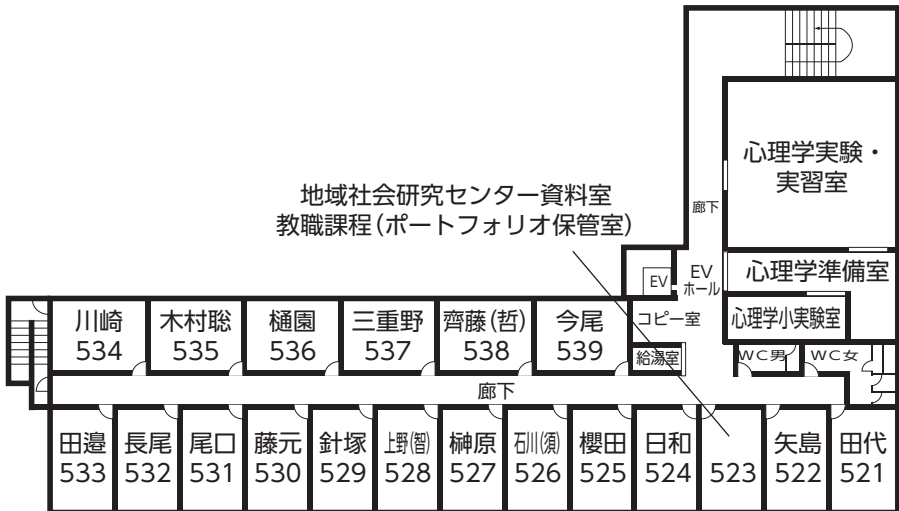 心理学実験・
実習室
地域社会研究センター資料室
教職課程(ポートフォリオ保管室)
廊下
EV
EV
ホール
心理学準備室
コピー室
心理学小実験室
給湯室
WC男
WC女
川崎
534
木村聡
535
樋園
536
三重野
537
齊藤(哲)
538
今尾
539
廊下
田邉
533
長尾
532
尾口
531
藤元
530
針塚
529
上野(智)
528
榊原
527
石川(須)
526
櫻田
525
日和
524
523
矢島
522
田代
521